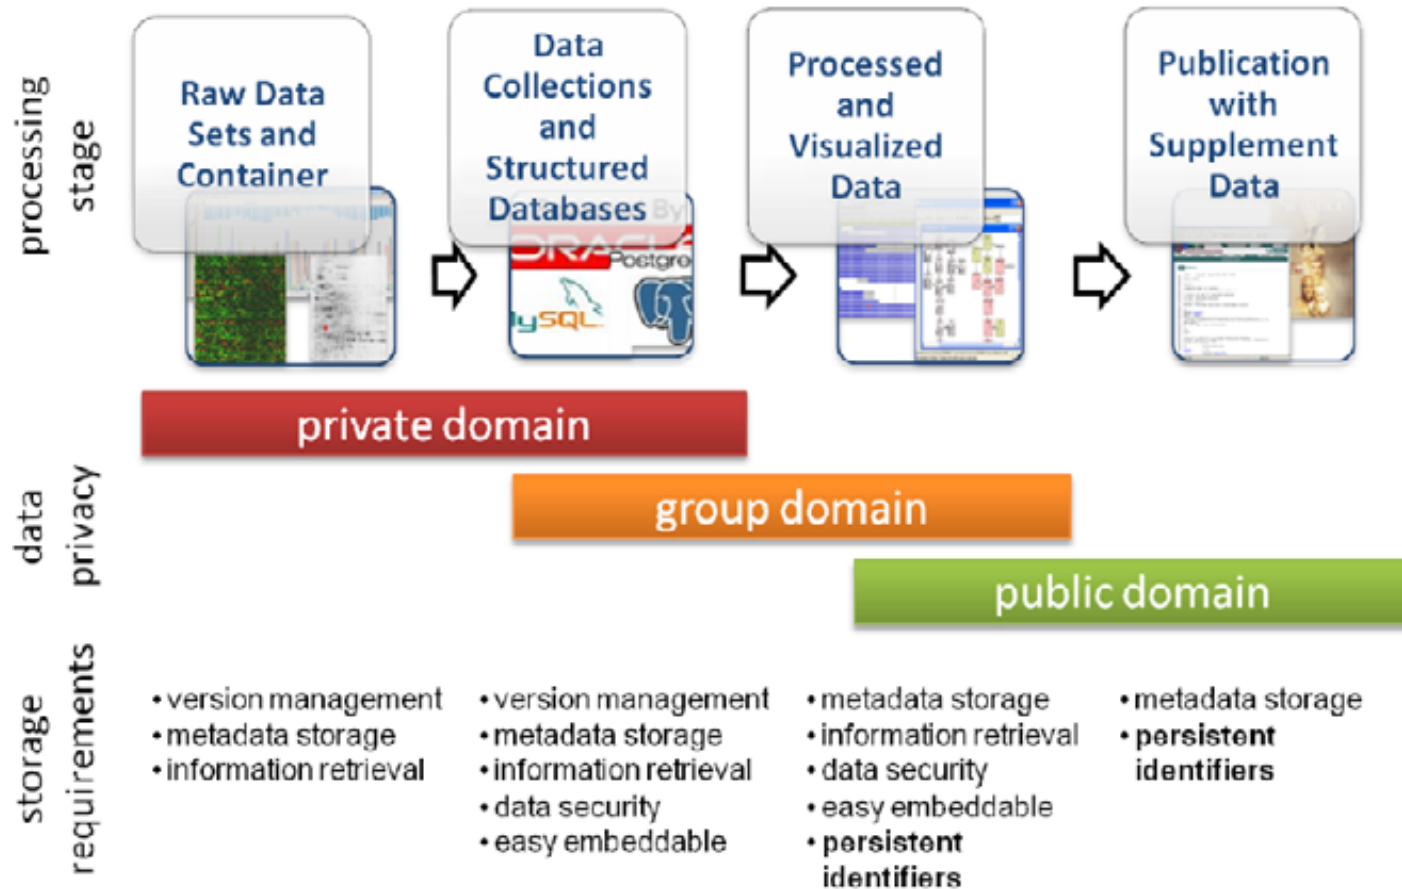 processing
stage
Raw Data
Sets and
Container
Data
Collections
and
Structured
Databases
Processed
and
Visualized
Data
Publication
with
Supplement
Data
By
ORACLE
Postgre
MySQL
data
privacy
private domain
group domain
public domain
storage
requirements
• version management
• metadata storage
• information retrieval
• version management
• metadata storage
• information retrieval
• data security
• easy embeddable
• metadata storage
• information retrieval
• data security
• easy embeddable
• persistent
identifiers
• metadata storage
• persistent
identifiers